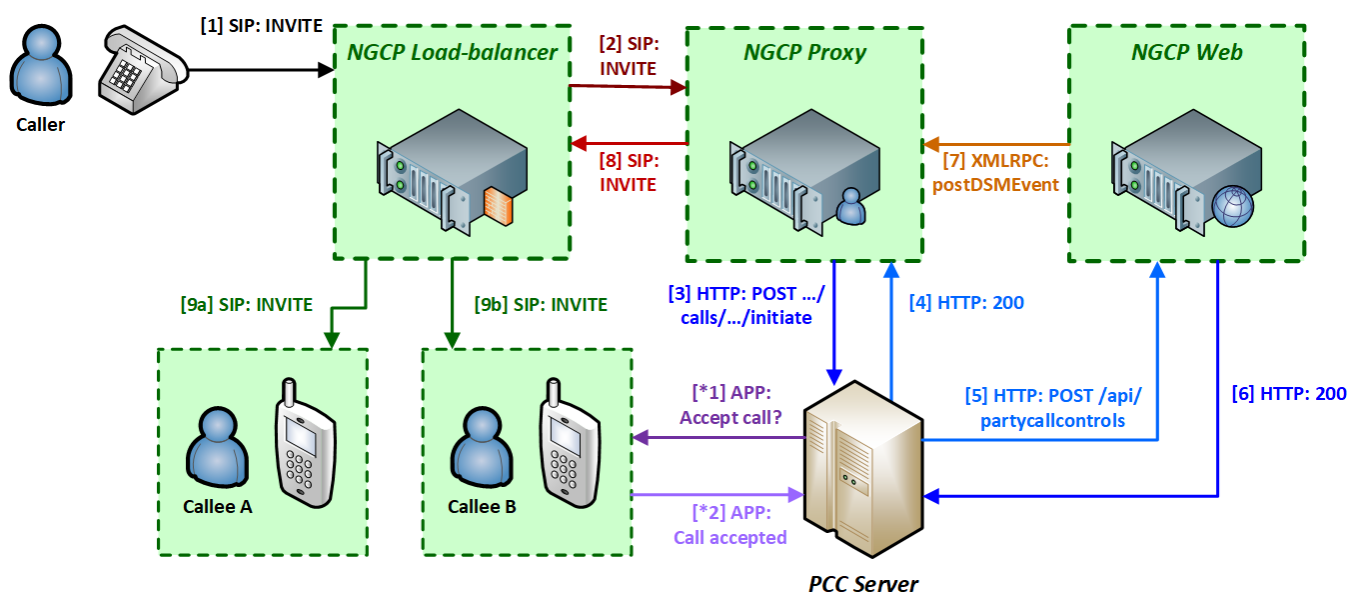 [1] SIP: INVITE
Caller
NGCP Load-balancer
[2] SIP:
INVITE
[8] SIP:
INVITE
NGCP Proxy
NGCP Web
[7] XMLRPC:
postDSMEvent
[9a] SIP: INVITE
[9b] SIP: INVITE
[3] HTTP: POST .../
calls/.../initiate
[4] HTTP: 200
[5] HTTP: POST /api/
partycallcontrols
[6] HTTP: 200
[*1] APP:
Accept call?
[*2] APP:
Call accepted
Callee A
Callee B
PCC Server